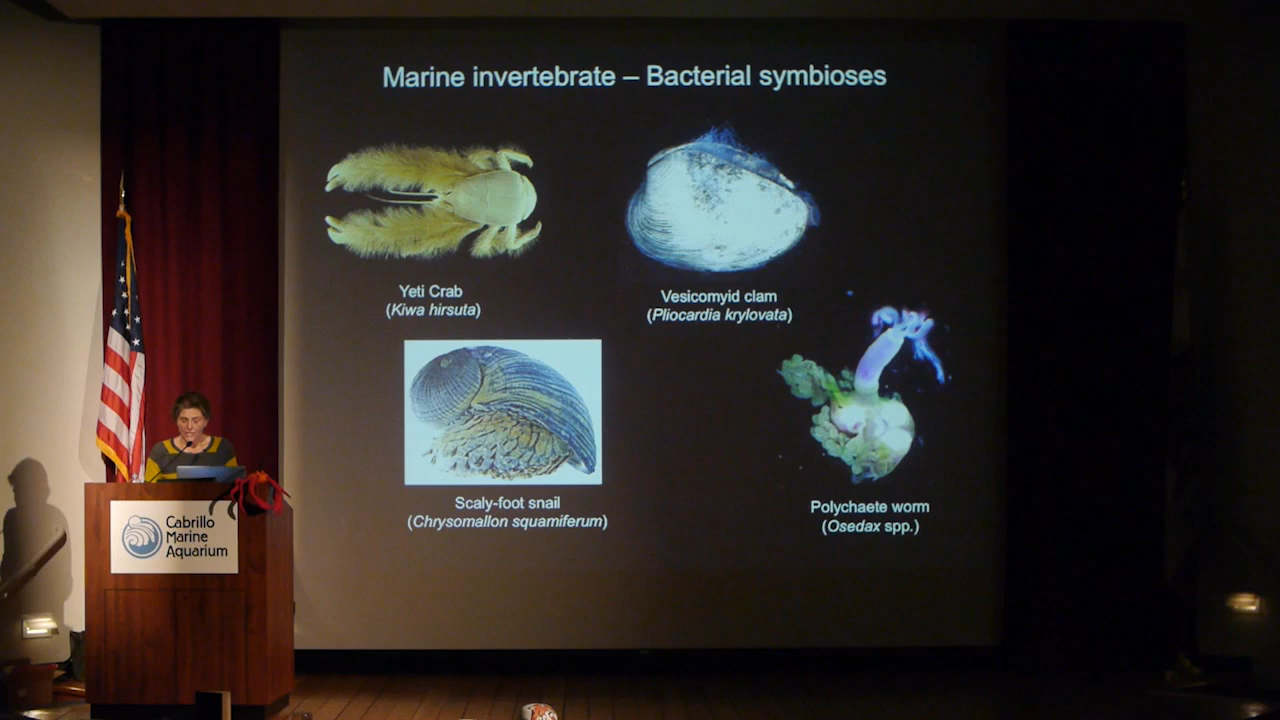 Marine invertebrate – Bacterial symbioses
Yeti Crab
(Kiwa hirsuta)
Vesicomyid clam
(Pliocardia krylovata)
Scaly-foot snail
(Chrysomallon squamiferum)
Polychaete worm
(Osedax spp.)
Cabrillo
Marine
Aquarium